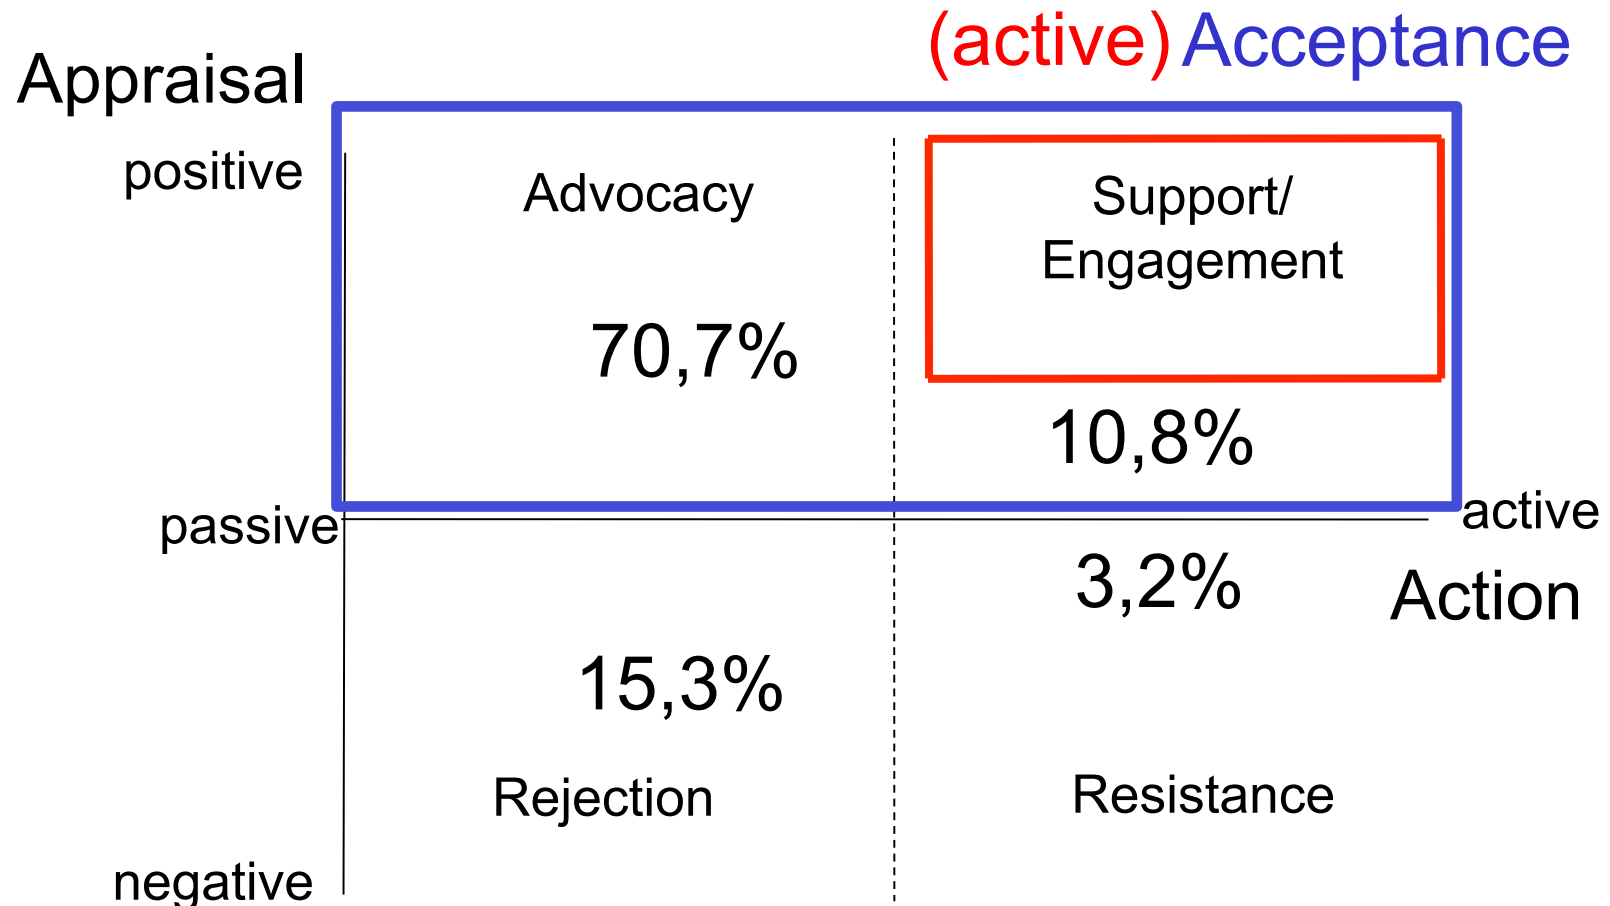 (active) Acceptance
Appraisal
positive
Advocacy
Support/
Engagement
70,7%
10,8%
passive
active
3,2%
Action
15,3%
Rejection
Resistance
negative